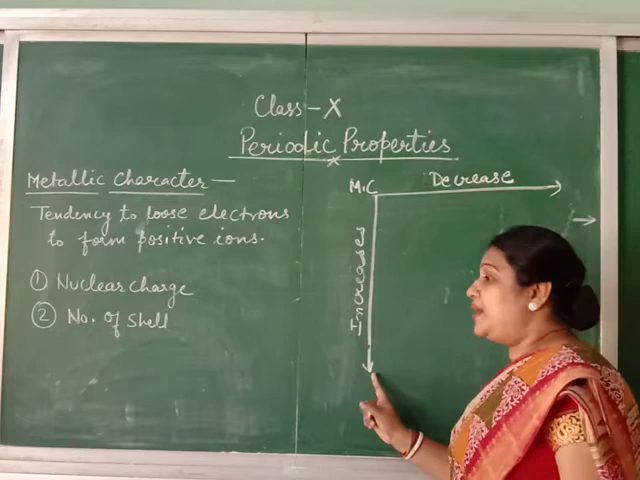 Class - X
Periodic Properties
Metallic Character -
Tendency to loose electrons
to form positive ions.
① Nuclear charge
② No. of Shell
M.C
Decrease
Increases